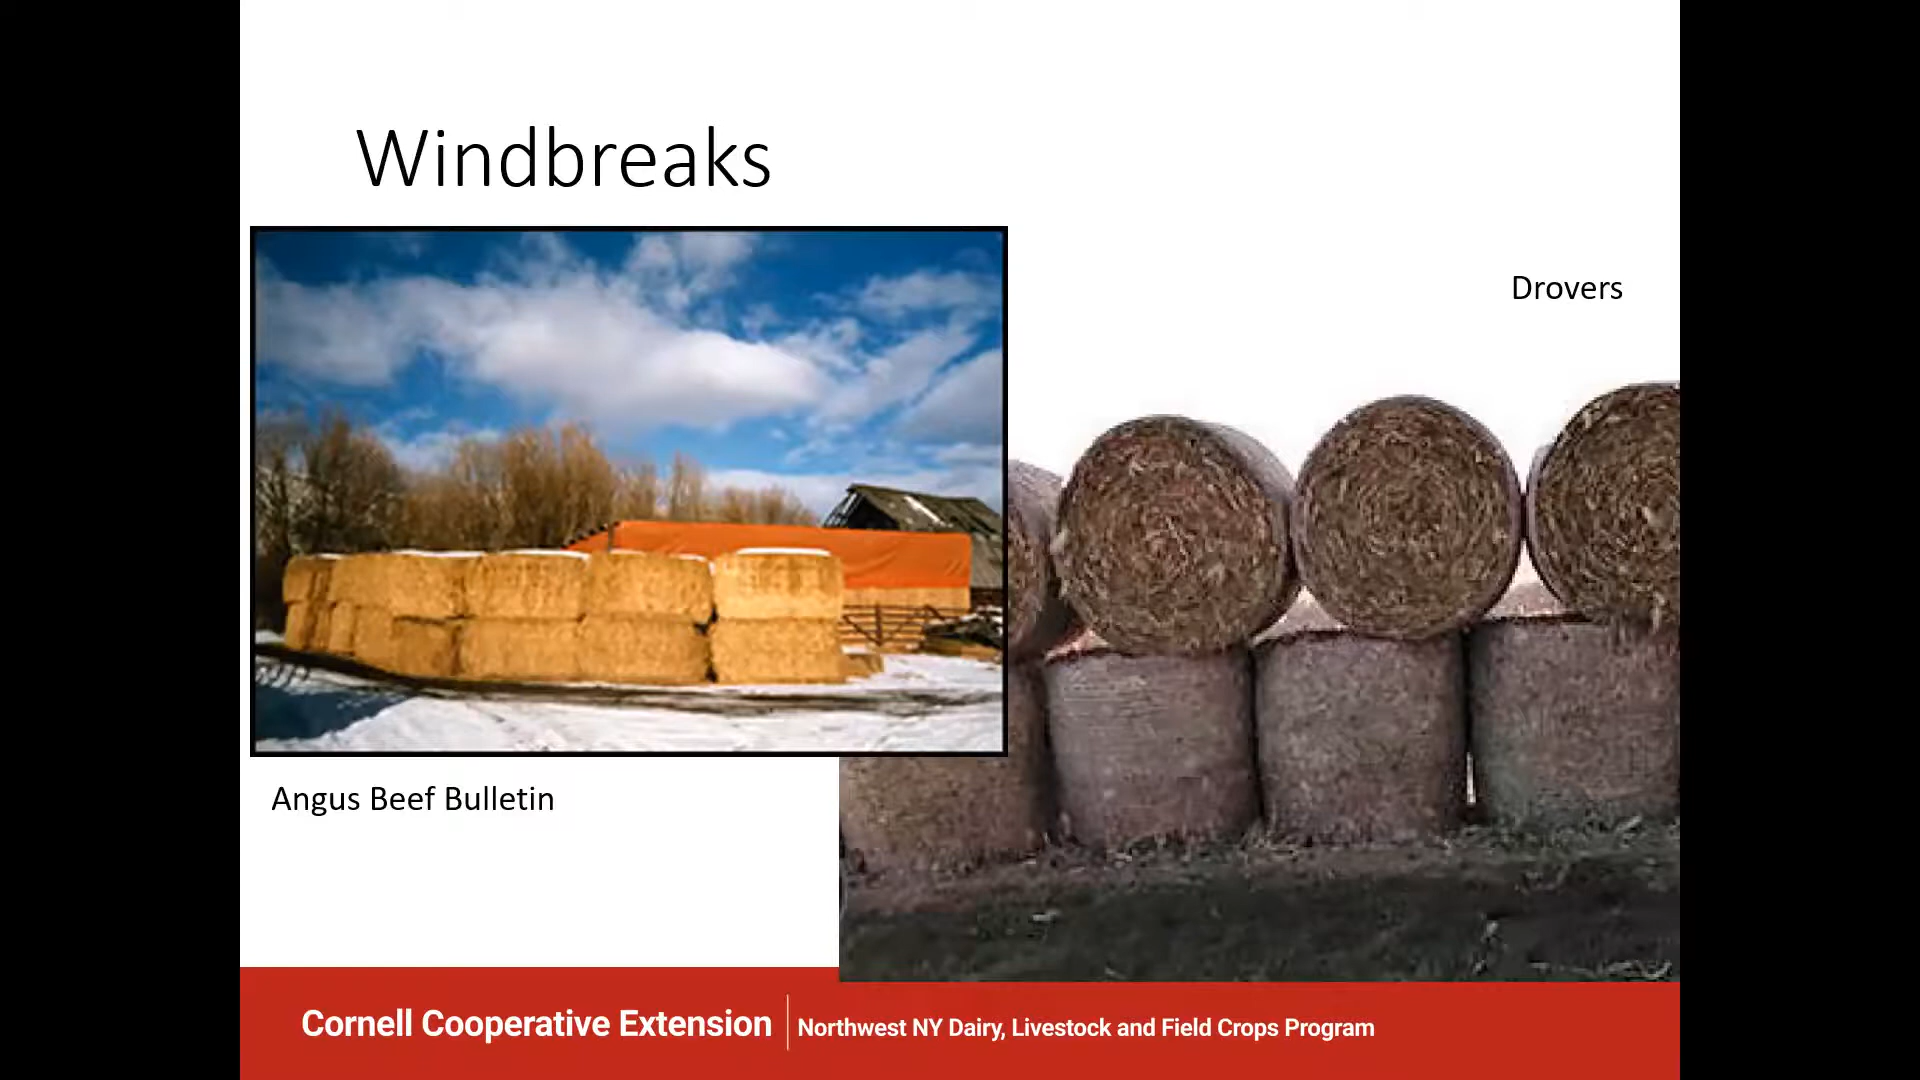 Windbreaks
Drovers
Angus Beef Bulletin
Cornell Cooperative Extension | Northwest NY Dairy, Livestock and Field Crops Program